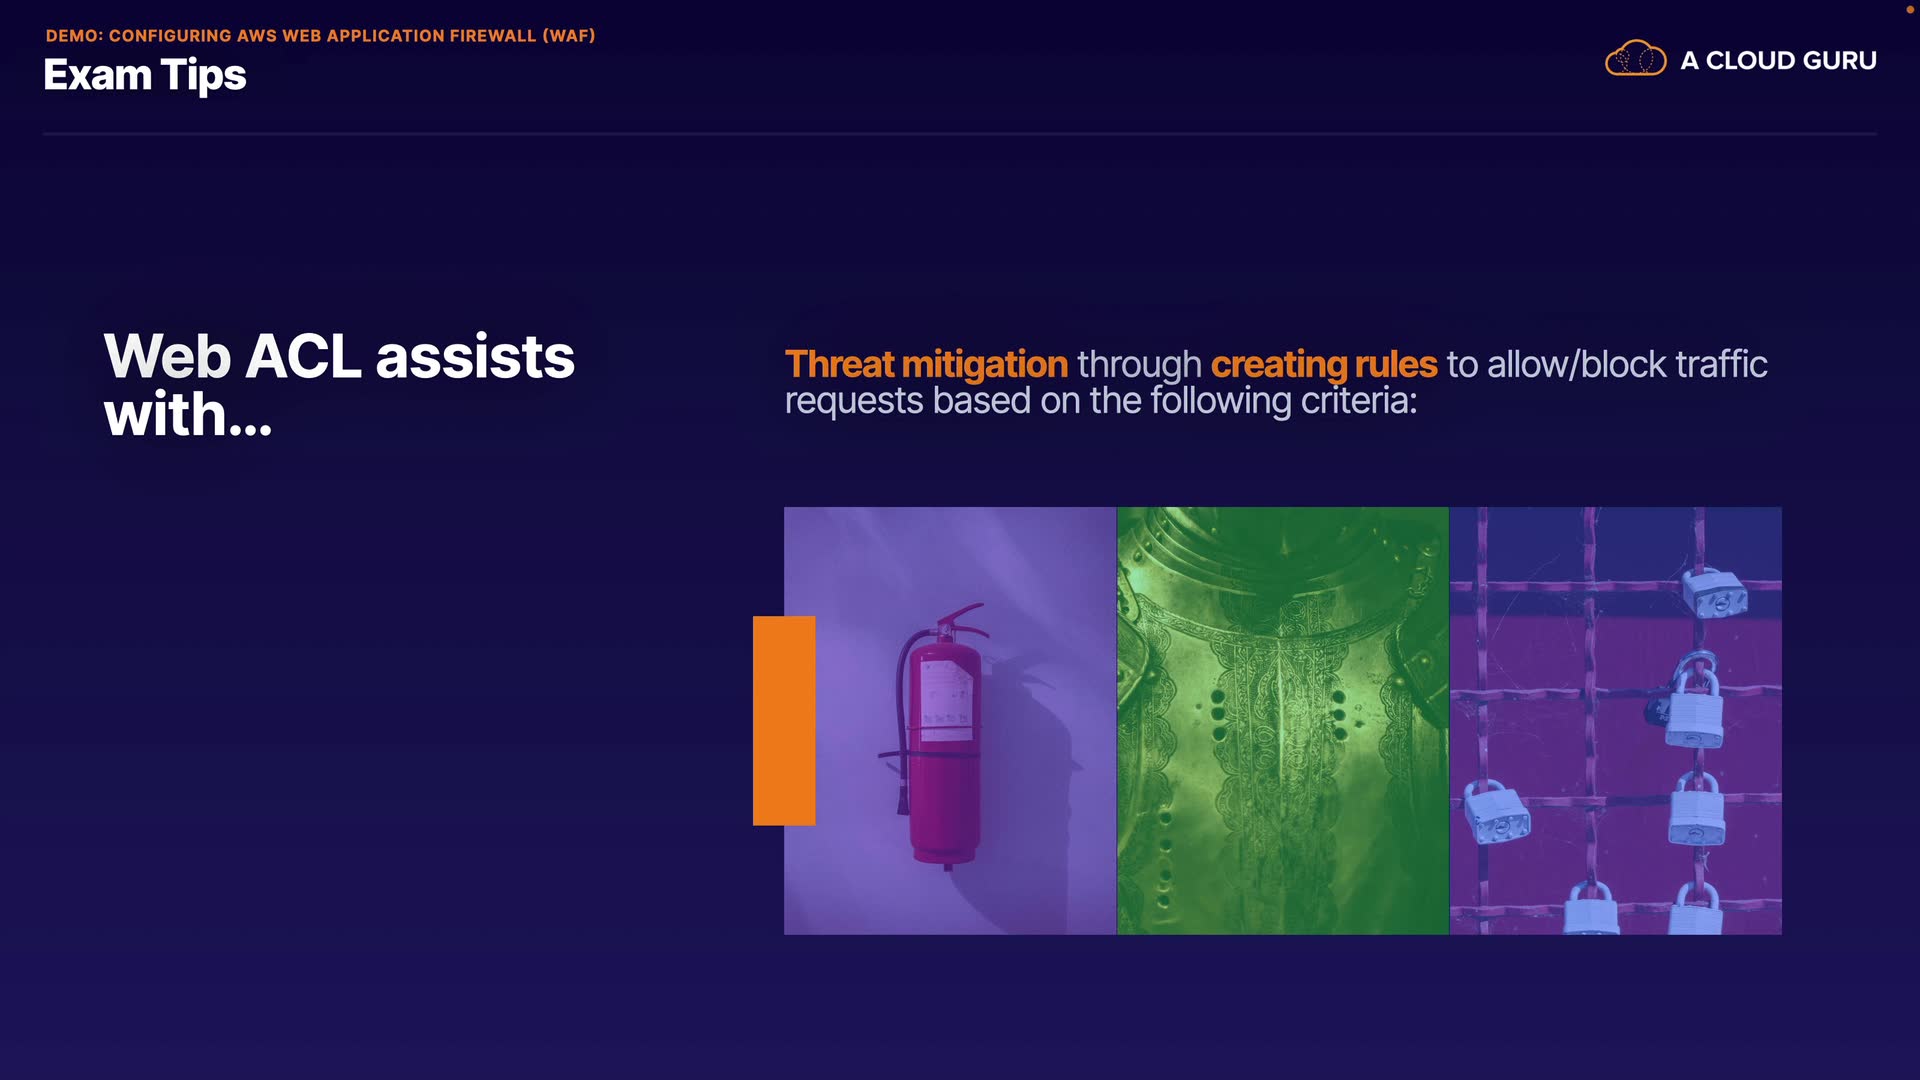 DEMO: CONFIGURING AWS WEB APPLICATION FIREWALL (WAF)
Exam Tips
A CLOUD GURU
Web ACL assists
with...
Threat mitigation through creating rules to allow/block traffic
requests based on the following criteria: